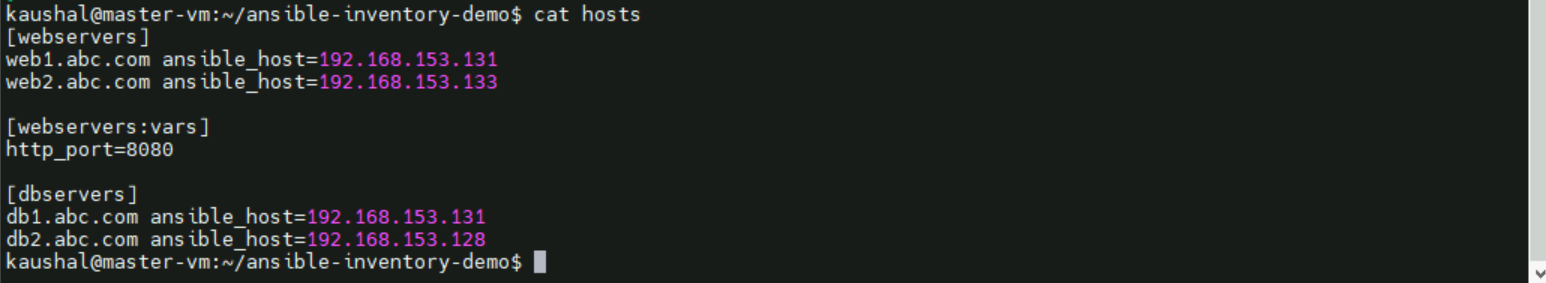 kaushal@master-vm:~/ansible-inventory-demo$ cat hosts
[webservers]
web1.abc.com ansible_host=192.168.153.131
web2.abc.com ansible_host=192.168.153.133

[webservers:vars]
http_port=8080

[dbservers]
db1.abc.com ansible_host=192.168.153.131
db2.abc.com ansible_host=192.168.153.128
kaushal@master-vm:~/ansible-inventory-demo$